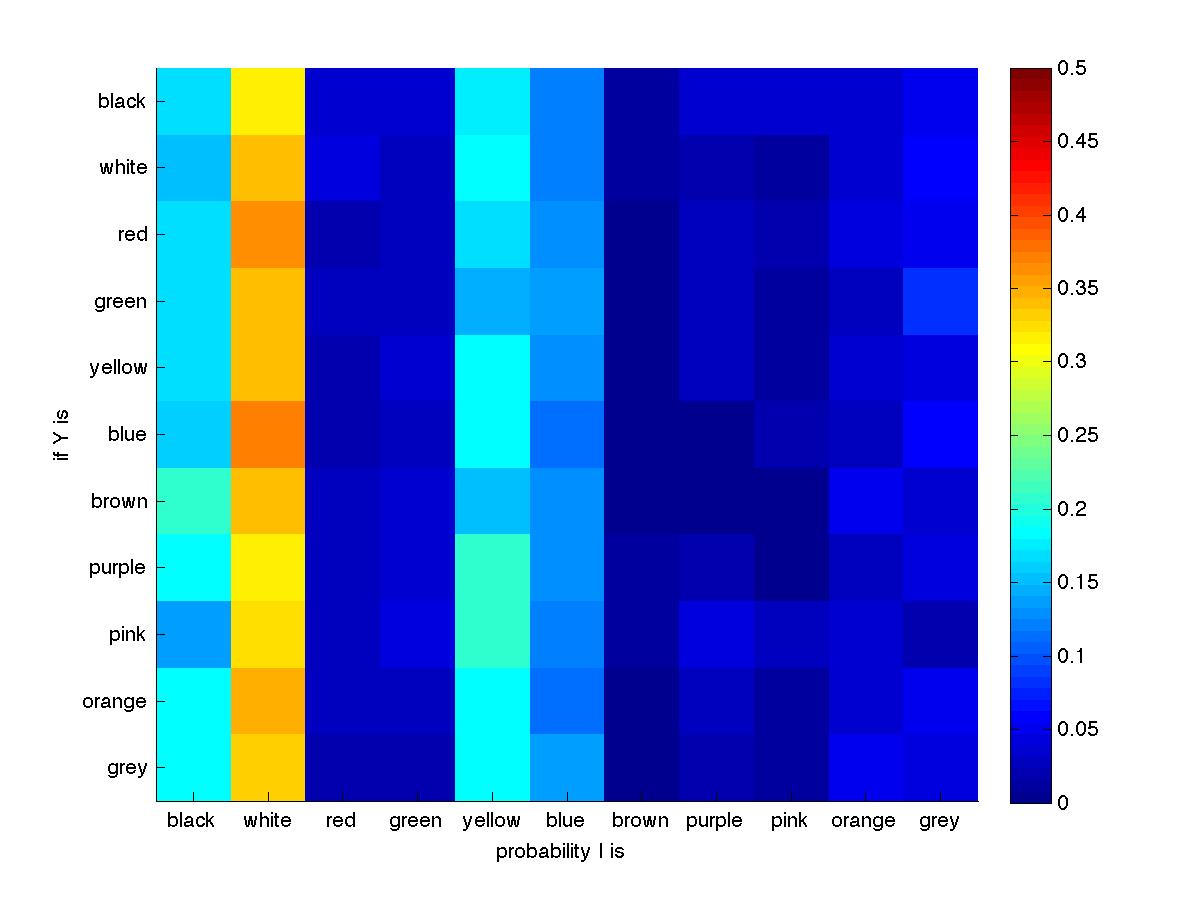 black
white
red
green
yellow
blue
brown
purple
pink
orange
grey
if Y is
black white red green yellow blue brown purple pink orange grey
probability I is
0.5
0.45
0.4
0.35
0.3
0.25
0.2
0.15
0.1
0.05
0